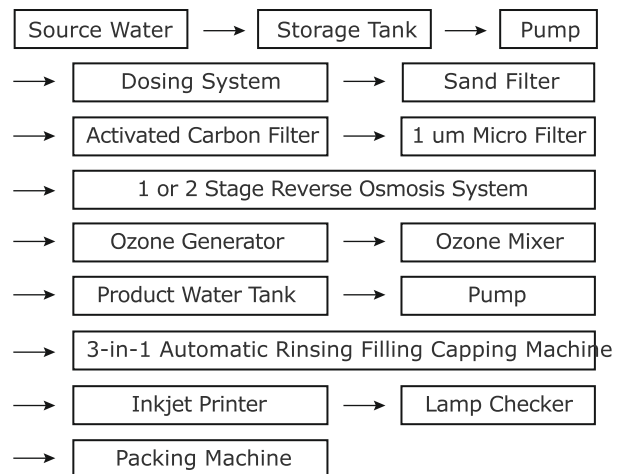 Source Water Storage Tank Pump
Dosing System Sand Filter
Activated Carbon Filter 1 um Micro Filter
1 or 2 Stage Reverse Osmosis System
Ozone Generator Ozone Mixer
Product Water Tank Pump
3-in-1 Automatic Rinsing Filling Capping Machine
Inkjet Printer Lamp Checker
Packing Machine